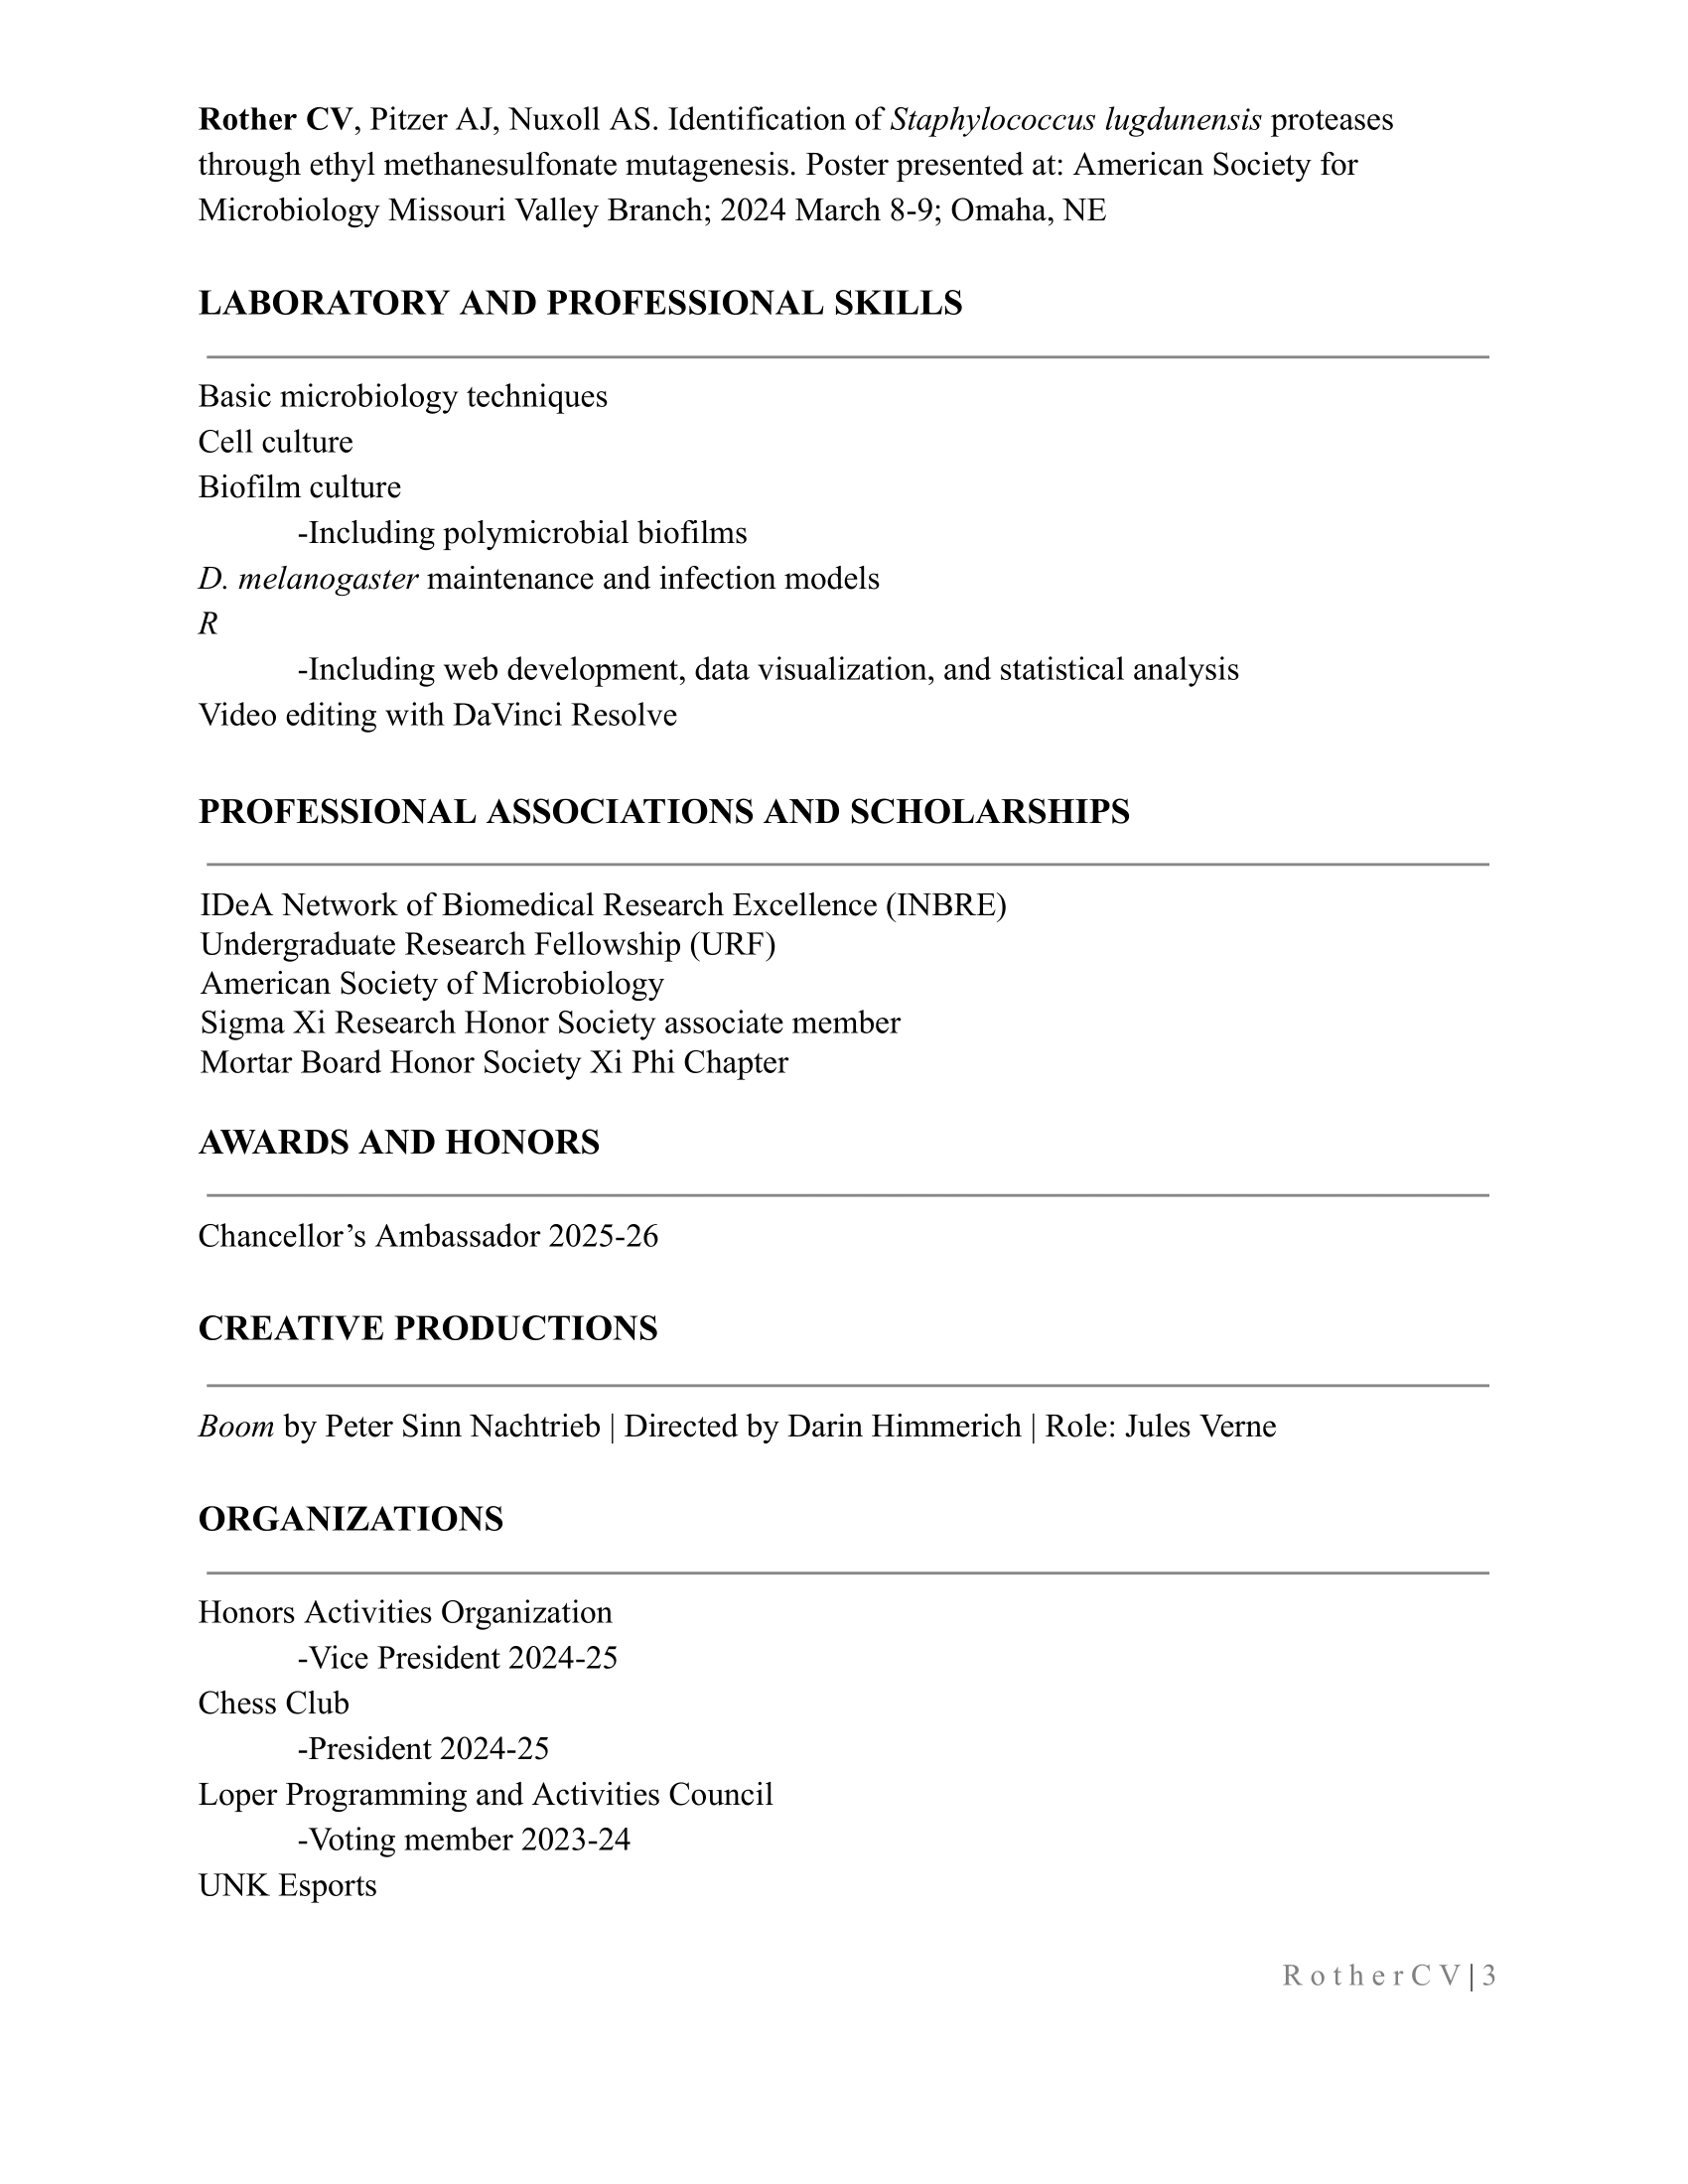 Rother CV, Pitzer AJ, Nuxoll AS. Identification of Staphylococcus lugdunensis proteases
through ethyl methanesulfonate mutagenesis. Poster presented at: American Society for
Microbiology Missouri Valley Branch; 2024 March 8-9; Omaha, NE
LABORATORY AND PROFESSIONAL SKILLS
Basic microbiology techniques
Cell culture
Biofilm culture
-Including polymicrobial biofilms
D. melanogaster maintenance and infection models
R
-Including web development, data visualization, and statistical analysis
Video editing with DaVinci Resolve
PROFESSIONAL ASSOCIATIONS AND SCHOLARSHIPS
IDeA Network of Biomedical Research Excellence (INBRE)
Undergraduate Research Fellowship (URF)
American Society of Microbiology
Sigma Xi Research Honor Society associate member
Mortar Board Honor Society Xi Phi Chapter
AWARDS AND HONORS
Chancellor’s Ambassador 2025-26
CREATIVE PRODUCTIONS
Boom by Peter Sinn Nachtrieb | Directed by Darin Himmerich | Role: Jules Verne
ORGANIZATIONS
Honors Activities Organization
-Vice President 2024-25
Chess Club
-President 2024-25
Loper Programming and Activities Council
-Voting member 2023-24
UNK Esports
RotherCV|3